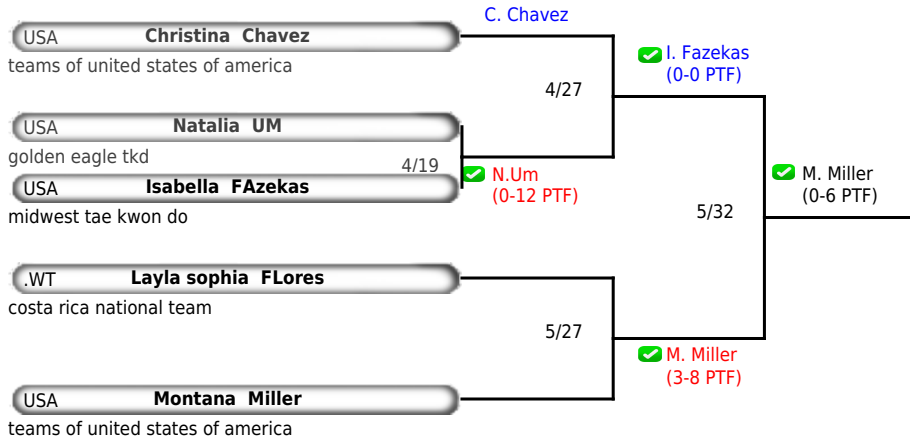 C. Chavez
USA Christina Chavez
teams of united states of america
I. Fazekas
(0-0 PTF)
4/27
USA Natalia UM
golden eagle tkd
4/19
N.Um
(0-12 PTF)
M. Miller
(0-6 PTF)
USA Isabella FAzekas
midwest tae kwon do
5/32
.WT Layla sophia FLores
costa rica national team
5/27
M. Miller
(3-8 PTF)
USA Montana Miller
teams of united states of america